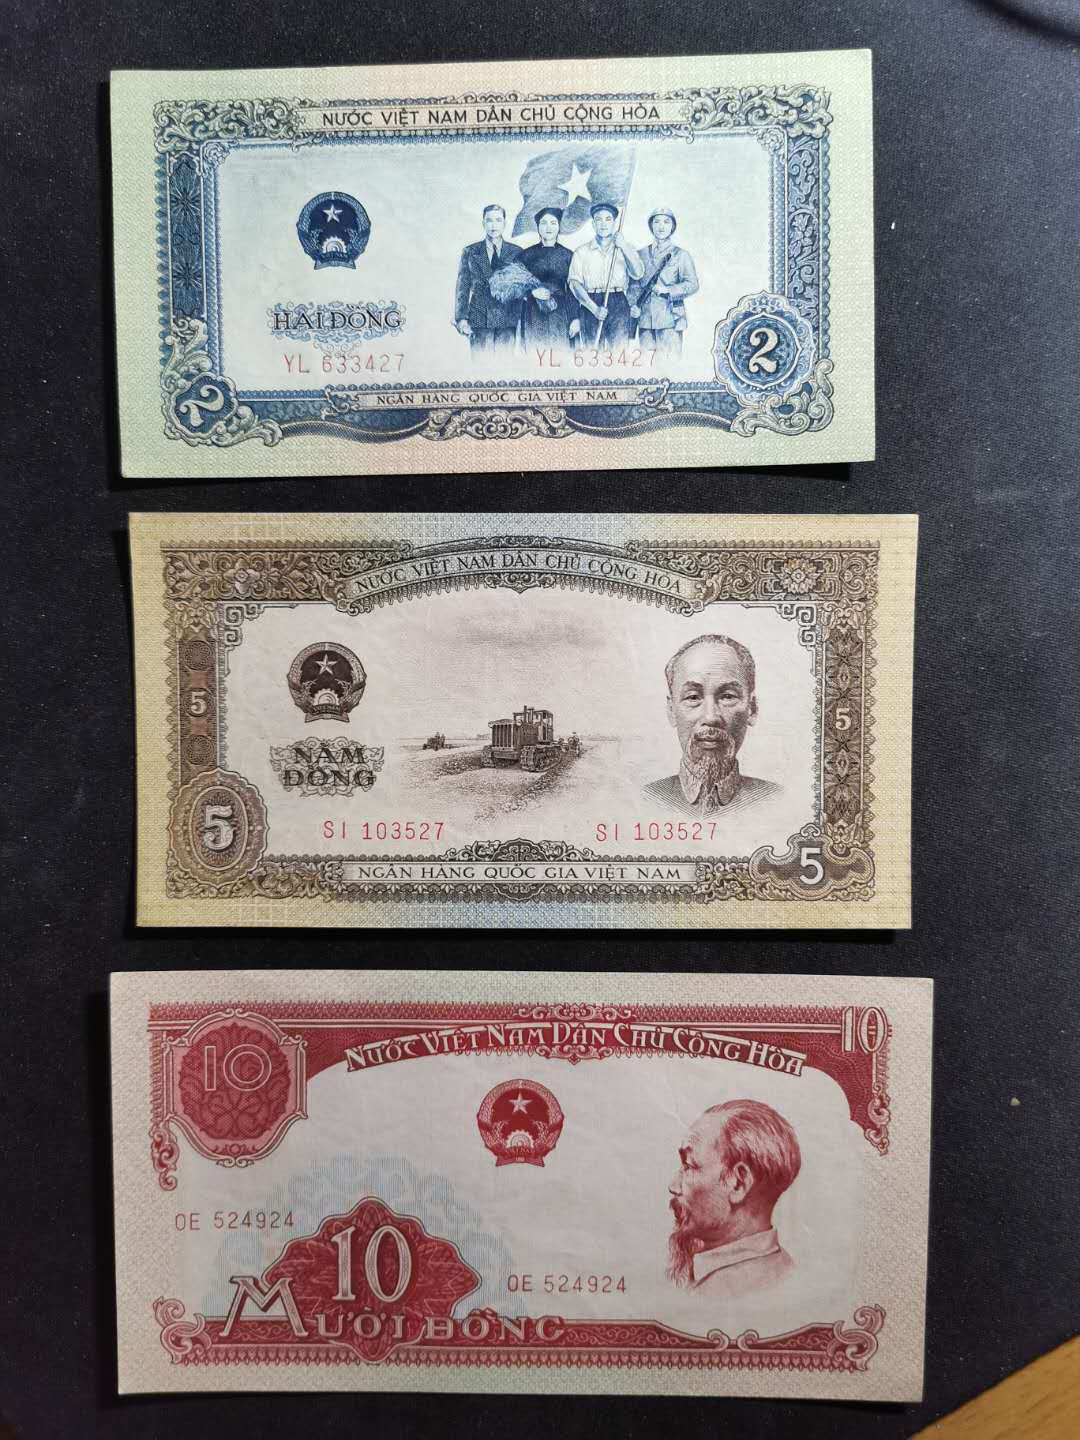 NƯỚC VIỆT NAM DÂN CHỦ CỘNG HÒA
HAI ĐỒNG
YL 633427
YL 633427
2
2
NGÂN HÀNG QUỐC GIA VIỆT NAM
NƯỚC VIỆT NAM DÂN CHỦ CỘNG HÒA
5
5
NĂM
ĐỒNG
5
SI 103527
SI 103527
5
NGÂN HÀNG QUỐC GIA VIỆT NAM
10
NƯỚC VIỆT NAM DÂN CHỦ CỘNG HÒA
10
OE 524924
10
OE 524924
MƯỜI ĐỒNG